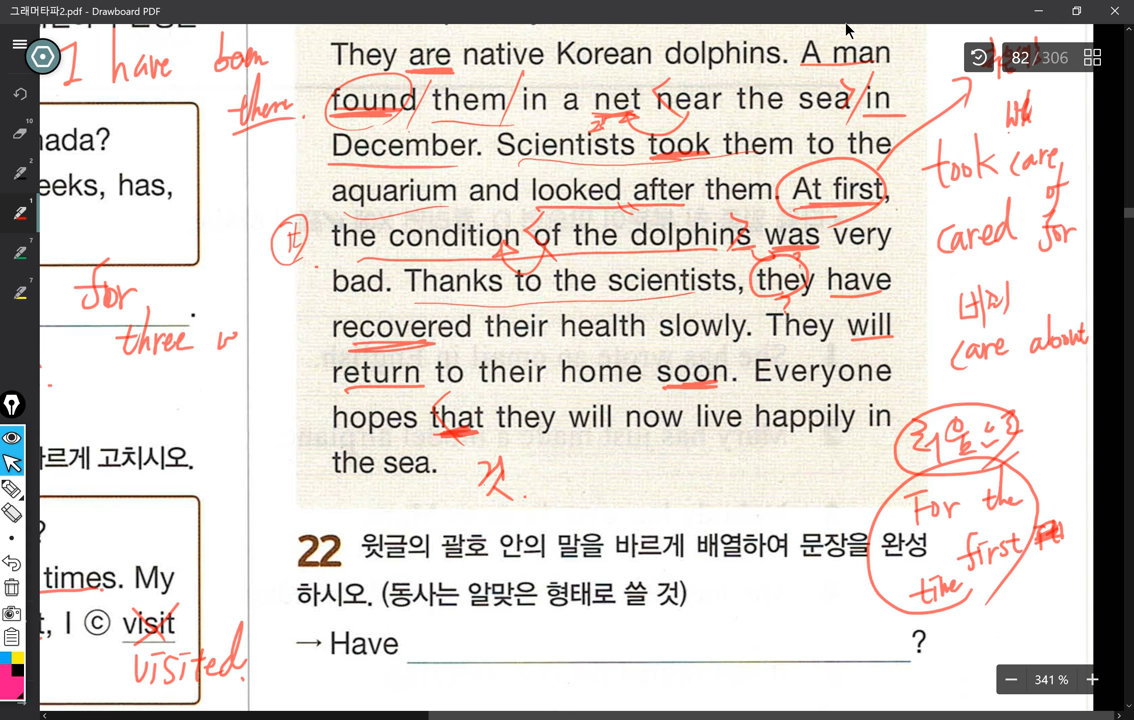 그래머타파2.pdf - Drawboard PDF
82 / 306
I have been
them.
nada?
eeks, has,
for
three w
르게 고치시오.
?
times. My
t, I ⓒ visit
visited.
They are native Korean dolphins. A man
found them in a net near the sea in
December. Scientists took them to the
aquarium and looked after them. At first,
the condition of the dolphins was very
bad. Thanks to the scientists, they have
recovered their health slowly. They will
return to their home soon. Everyone
hopes that they will now live happily in
the sea.
it
것.
took care
of
cared for
care about
처음으로
For the
first
time
22 윗글의 괄호 안의 말을 바르게 배열하여 문장을 완성
하시오. (동사는 알맞은 형태로 쓸 것)
→ Have ?
341 %